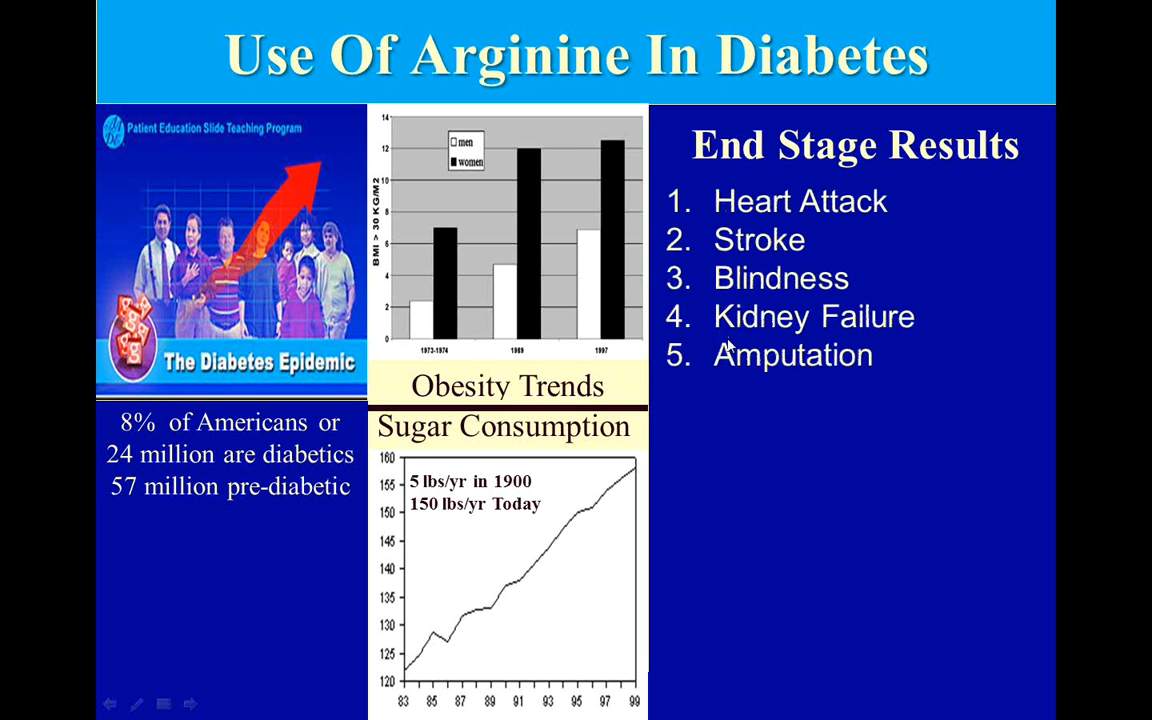 Use Of Arginine In Diabetes
Patient Education Slide Teaching Program
The Diabetes Epidemic
8% of Americans or
24 million are diabetics
57 million pre-diabetic
14
12
10
8
6
4
2
0
BMI > 30 KG/M2
men
women
1973-1974 1989 1997
Obesity Trends
Sugar Consumption
160
155
150
145
140
135
130
125
120
5 lbs/yr in 1900
150 lbs/yr Today
83 85 87 89 91 93 95 97 99
End Stage Results
1. Heart Attack
2. Stroke
3. Blindness
4. Kidney Failure
5. Amputation